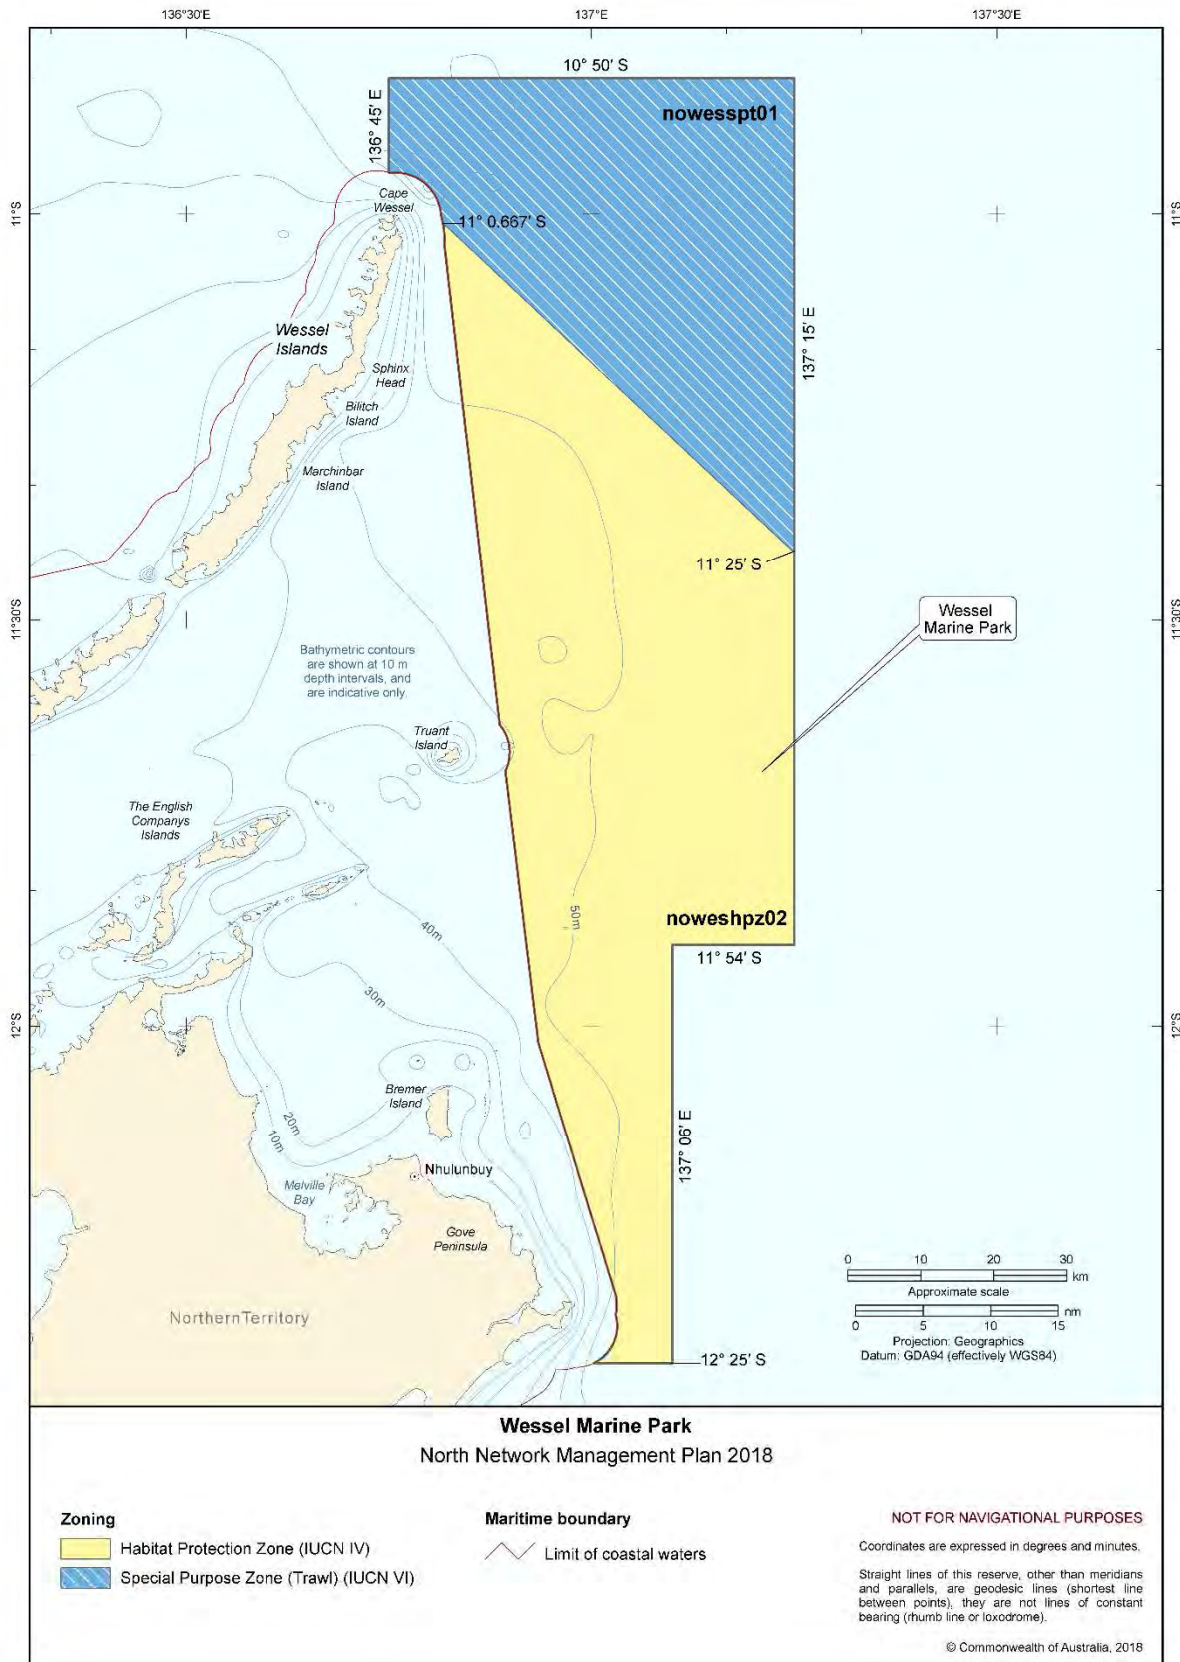 136°30'E
137°E
137°30'E
10° 50' S
136° 45' E
nowesspt01
11°S
11°S
Cape
Wessel
11° 0.667' S
Wessel
Islands
137° 15' E
Sphinx
Head
Bilitch
Island
Marchinbar
Island
11° 25' S
11°30'S
11°30'S
Wessel
Marine Park
Bathymetric contours
are shown at 10 m
depth intervals, and
are indicative only.
Truant
Island
The English
Companys
Islands
50m
noweshpz02
40m
11° 54' S
30m
12°S
12°S
Bremer
Island
20m
10m
137° 06' E
Nhulunbuy
Melville
Bay
Gove
Peninsula
0 10 20 30
km
Approximate scale
nm
0 5 10 15
Projection: Geographics
Datum: GDA94 (effectively WGS84)
NorthernTerritory
12° 25' S
Wessel Marine Park
North Network Management Plan 2018
Zoning
Habitat Protection Zone (IUCN IV)
Special Purpose Zone (Trawl) (IUCN VI)
Maritime boundary
Limit of coastal waters
NOT FOR NAVIGATIONAL PURPOSES
Coordinates are expressed in degrees and minutes.
Straight lines of this reserve, other than meridians
and parallels, are geodesic lines (shortest line
between points), they are not lines of constant
bearing (rhumb line or loxodrome).
© Commonwealth of Australia, 2018